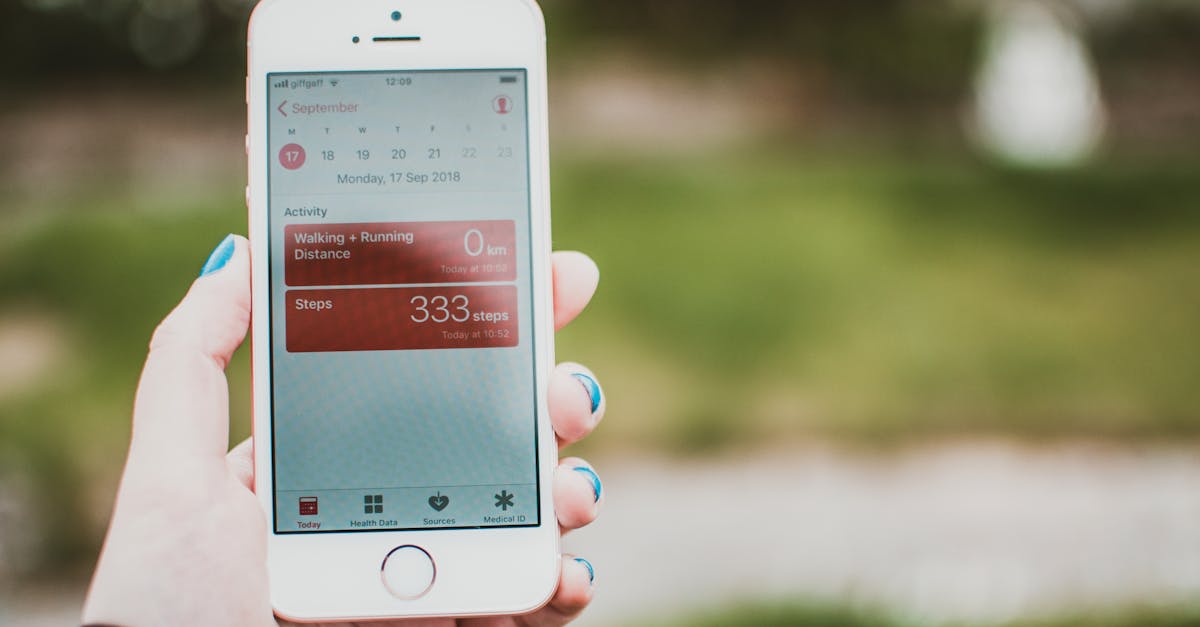 giffgaff 12:09
September
M T W T F S S
17 18 19 20 21 22 23
Monday, 17 Sep 2018
Activity
Walking + Running
Distance
0 km
Today at 10:52
Steps
333 steps
Today at 10:52
Today Health Data Sources Medical ID